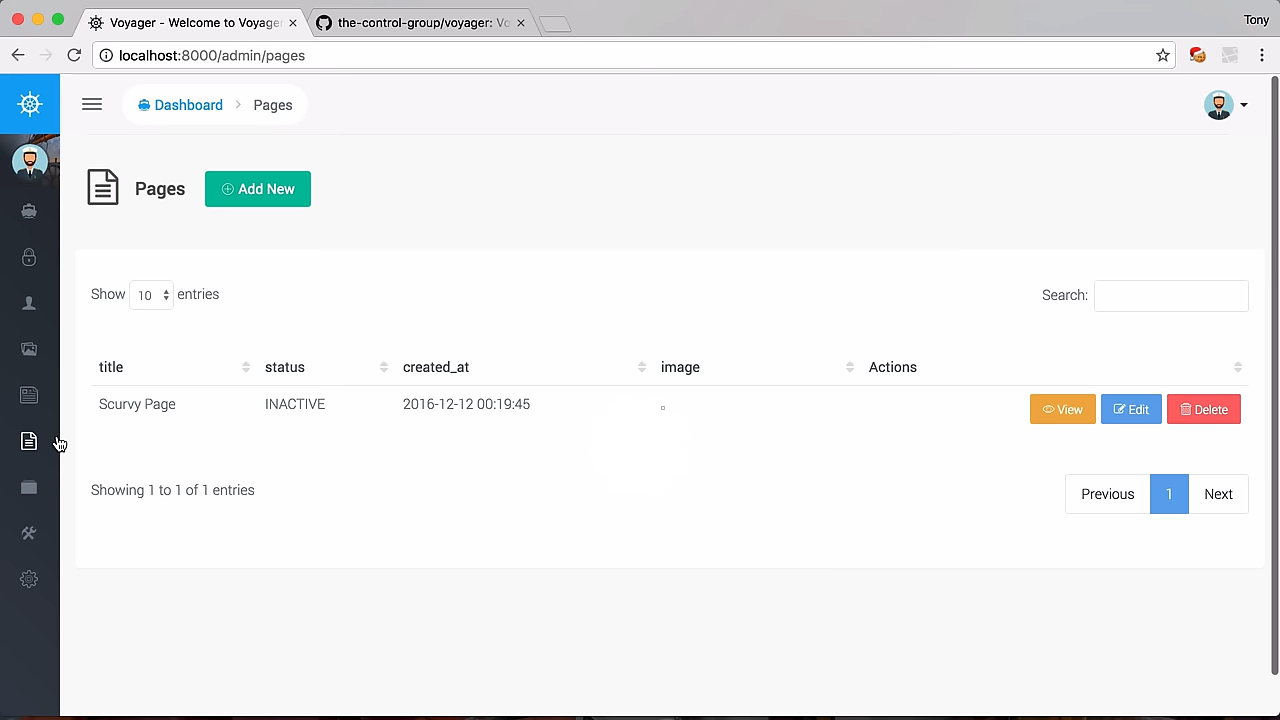 Voyager - Welcome to Voyager
the-control-group/voyager: Vo
Tony
localhost:8000/admin/pages
Dashboard
Pages
Pages
Add New
Show 10 entries
Search:
title status created_at image Actions
Scurvy Page INACTIVE 2016-12-12 00:19:45 View Edit Delete
Showing 1 to 1 of 1 entries
Previous 1 Next